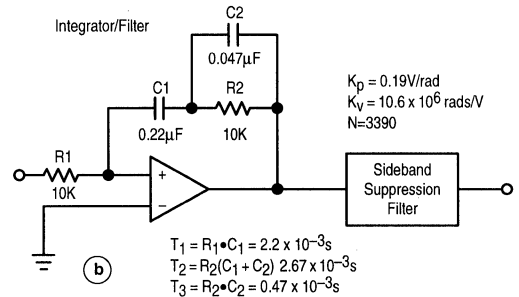 Integrator/Filter
C2
0.047µF
C1
R2
0.22µF
10K
Kp = 0.19V/rad
Kv = 10.6 x 10⁶ rads/V
N=3390
R1
10K
+
−
Sideband
Suppression
Filter
b
T1 = R1•C1 = 2.2 x 10⁻³s
T2 = R2(C1 + C2) 2.67 x 10⁻³s
T3 = R2•C2 = 0.47 x 10⁻³s